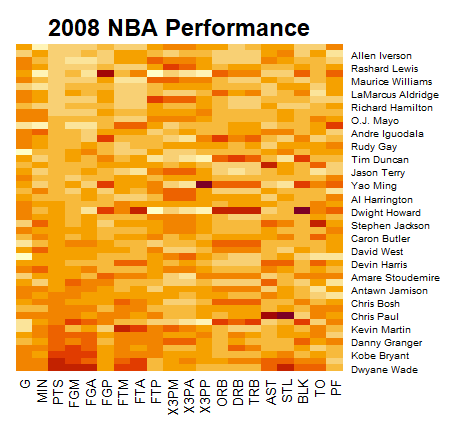 2008 NBA Performance
Allen Iverson
Rashard Lewis
Maurice Williams
LaMarcus Aldridge
Richard Hamilton
O.J. Mayo
Andre Iguodala
Rudy Gay
Tim Duncan
Jason Terry
Yao Ming
Al Harrington
Dwight Howard
Stephen Jackson
Caron Butler
David West
Devin Harris
Amare Stoudemire
Antawn Jamison
Chris Bosh
Chris Paul
Kevin Martin
Danny Granger
Kobe Bryant
Dwyane Wade
G
MIN
PTS
FGM
FGA
FGP
FTM
FTA
FTP
X3PM
X3PA
X3PP
ORB
DRB
TRB
AST
STL
BLK
TO
PF